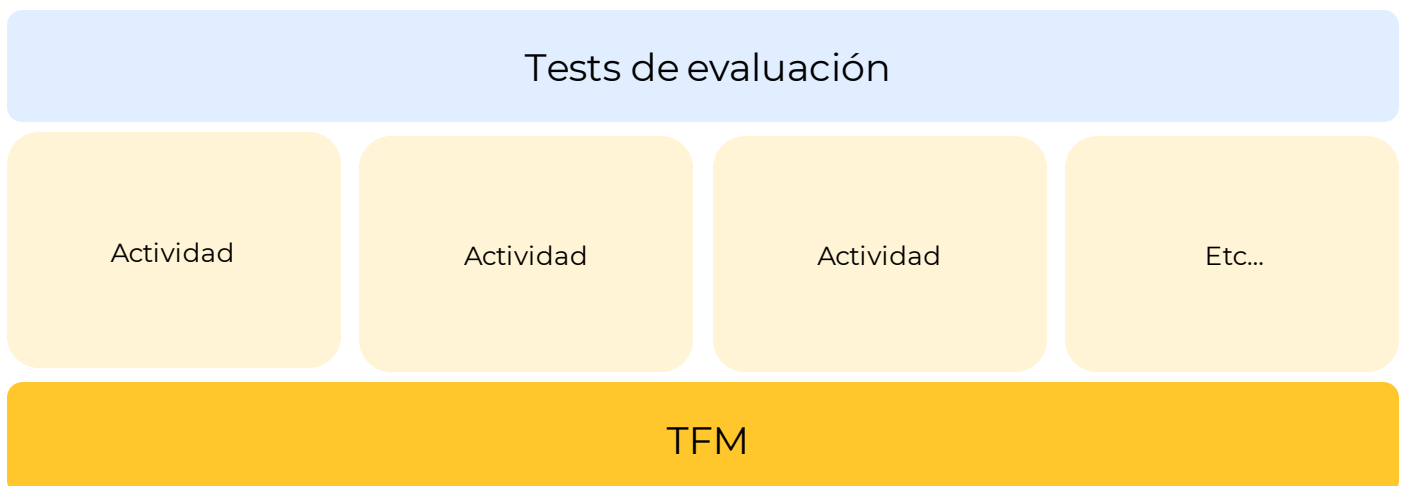 Tests de evaluación
Actividad
Actividad
Actividad
Etc...
TFM